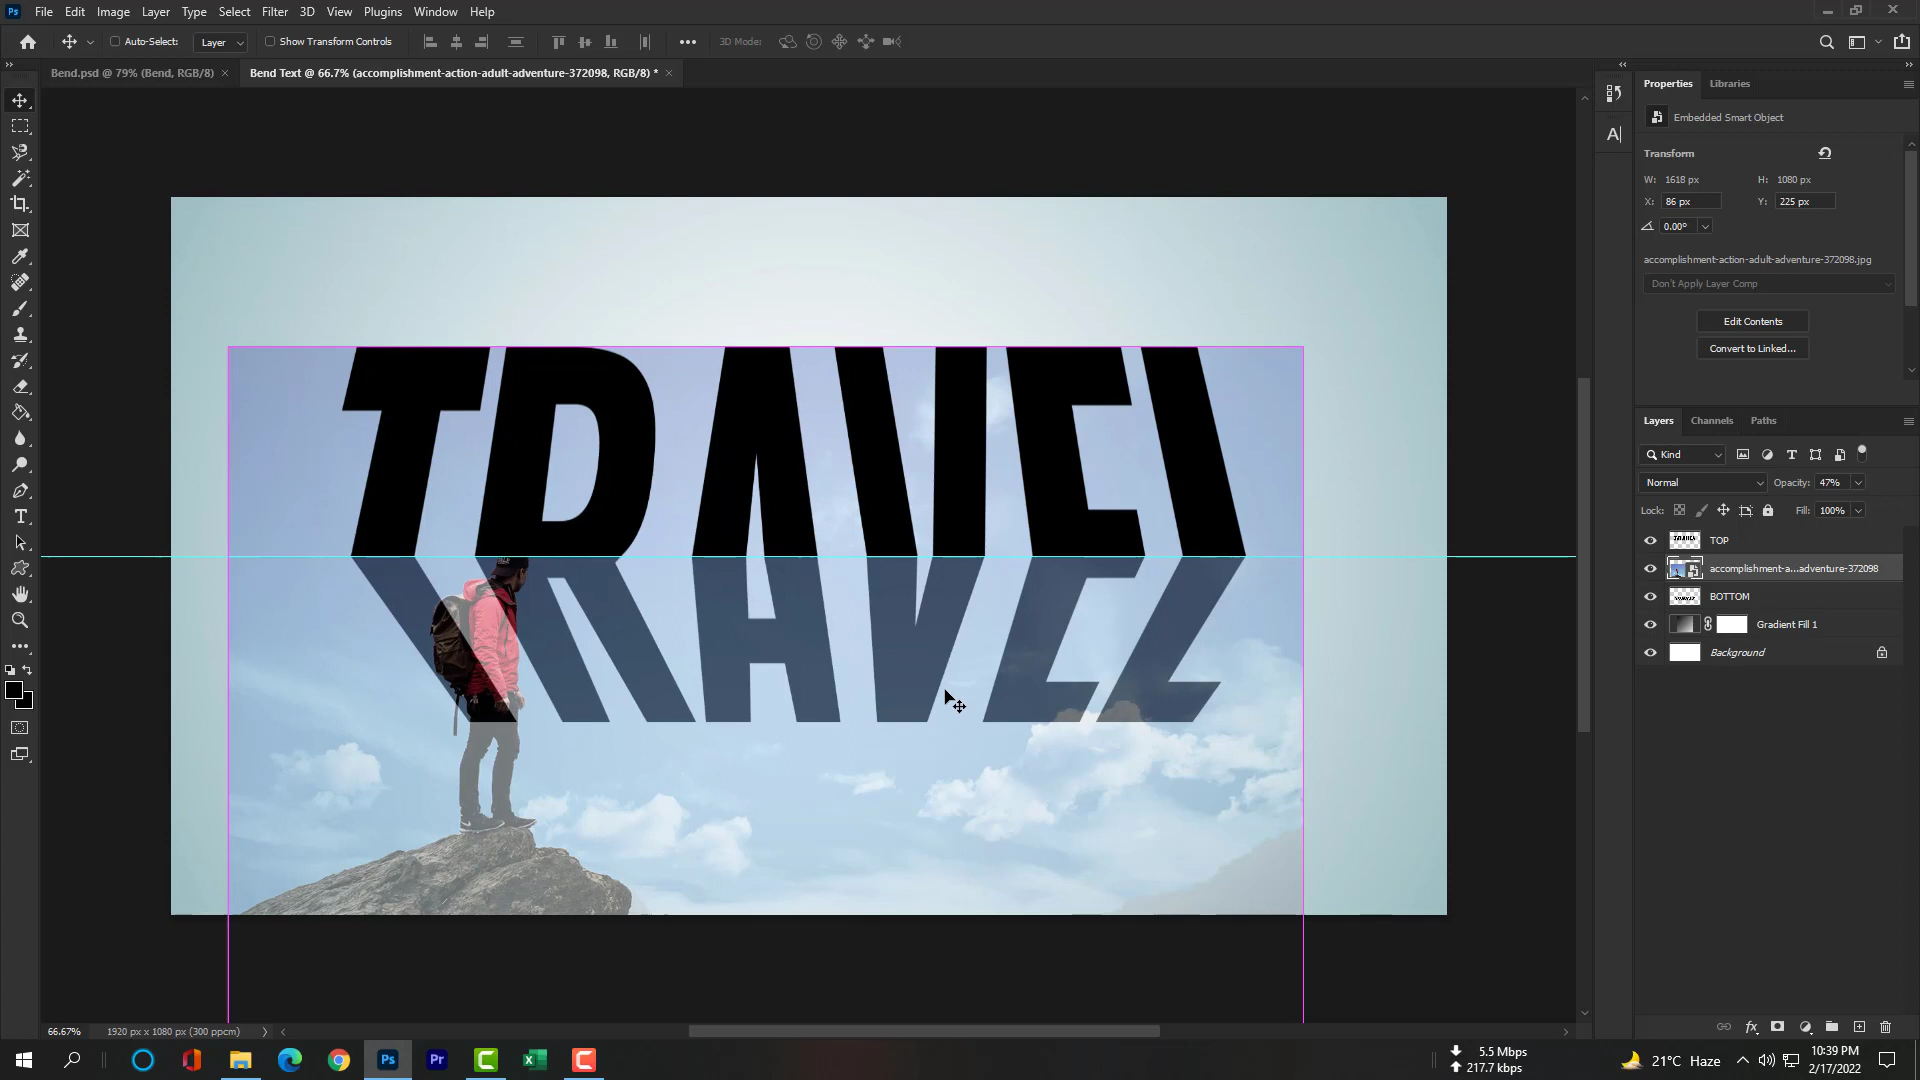 Ps File Edit Image Layer Type Select Filter 3D View Plugins Window Help
Auto-Select: Layer Show Transform Controls 3D Mode:
Bend.psd @ 79% (Bend, RGB/8) × Bend Text @ 66.7% (accomplishment-action-adult-adventure-372098, RGB/8) * ×
Properties Libraries
Embedded Smart Object
Transform
W: 1618 px H: 1080 px
X: 86 px Y: 225 px
0.00°
accomplishment-action-adult-adventure-372098.jpg
Don't Apply Layer Comp
Edit Contents
Convert to Linked...
TRAVEL
Layers Channels Paths
Kind
Normal Opacity: 47%
Lock: Fill: 100%
TOP
accomplishment-a...adventure-372098
BOTTOM
Gradient Fill 1
Background
66.67% 1920 px x 1080 px (300 ppcm)
Ps Pr
5.5 Mbps
217.7 kbps
21°C Haze
10:39 PM
2/17/2022